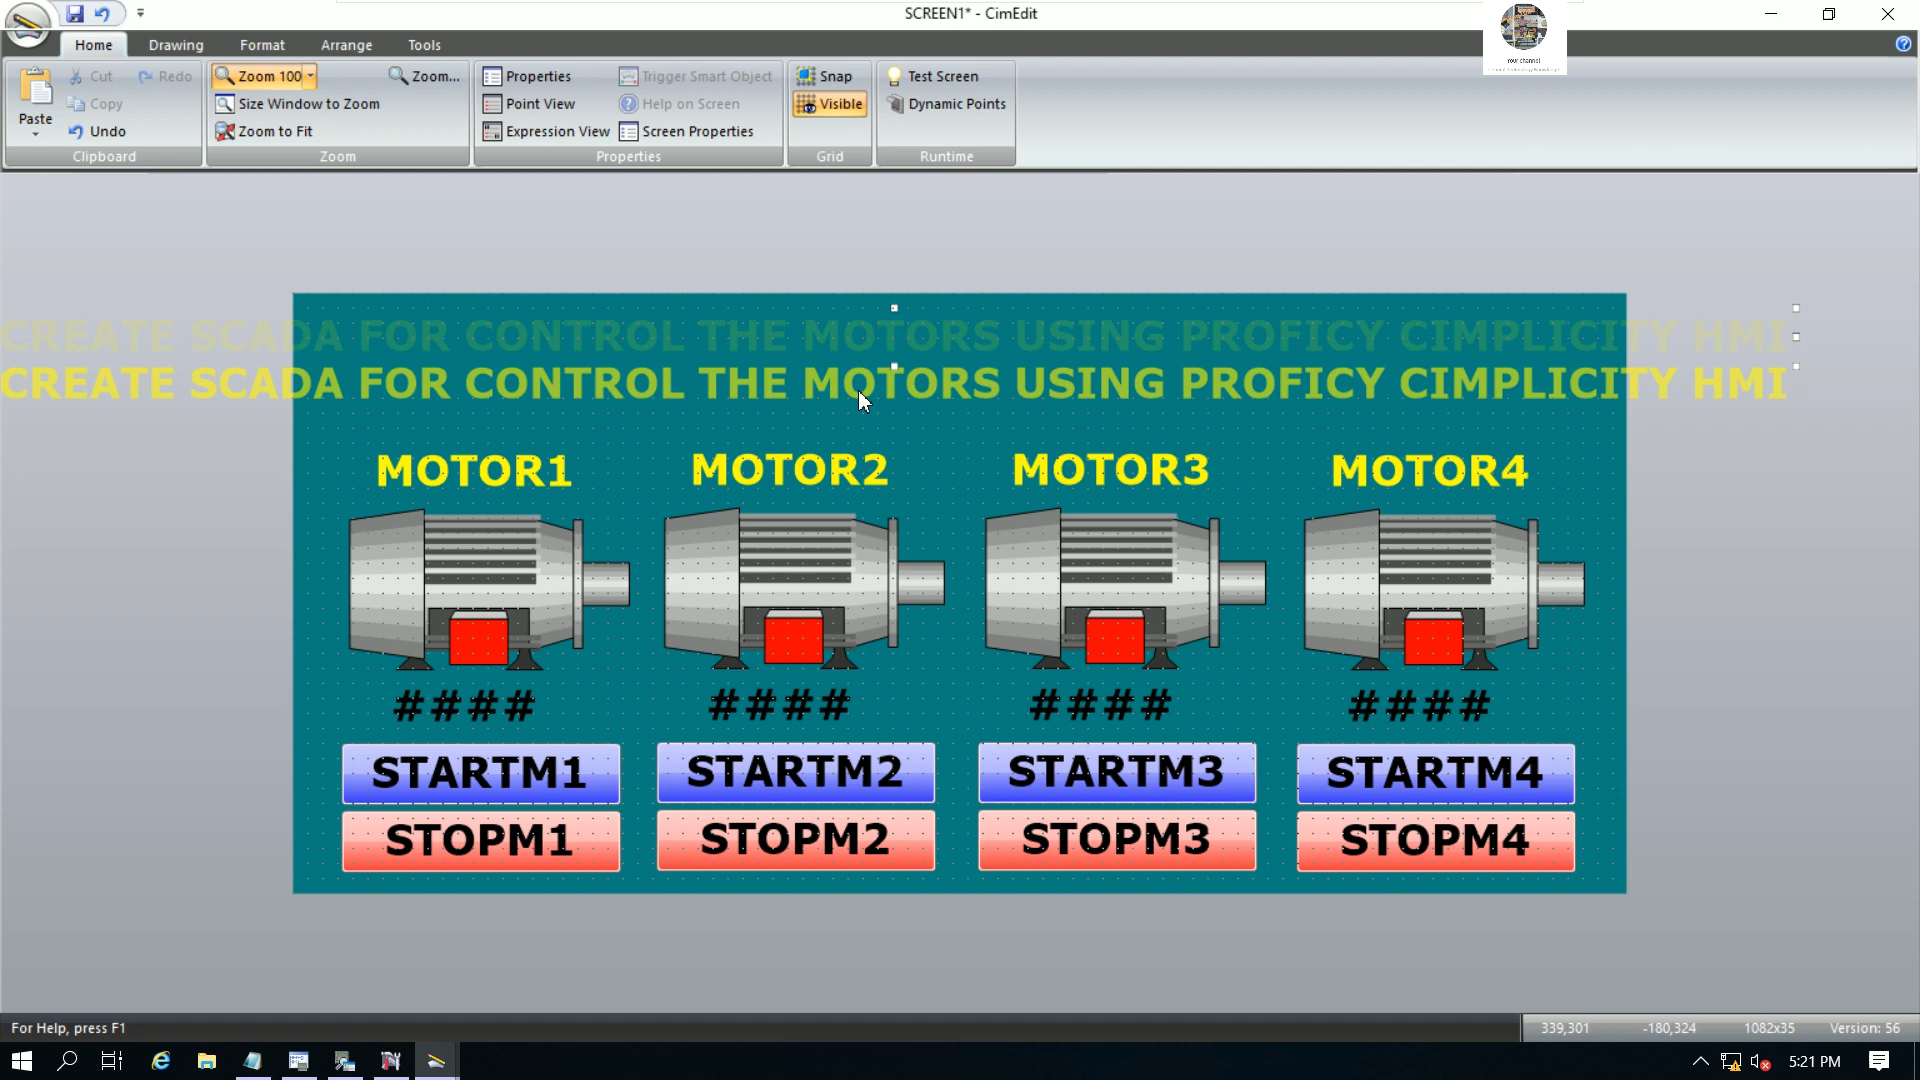 SCREEN1* - CimEdit
Your channel
Home Drawing Format Arrange Tools
Paste Cut Copy Undo Redo
Clipboard
Zoom 100 Zoom...
Size Window to Zoom
Zoom to Fit
Zoom
Properties Trigger Smart Object
Point View Help on Screen
Expression View Screen Properties
Properties
Snap
Visible
Grid
Test Screen
Dynamic Points
Runtime
CREATE SCADA FOR CONTROL THE MOTORS USING PROFICY CIMPLICITY HMI
CREATE SCADA FOR CONTROL THE MOTORS USING PROFICY CIMPLICITY HMI
MOTOR1 MOTOR2 MOTOR3 MOTOR4
#### #### #### ####
STARTM1 STARTM2 STARTM3 STARTM4
STOPM1 STOPM2 STOPM3 STOPM4
For Help, press F1 339,301 -180,324 1082x35 Version: 56
5:21 PM